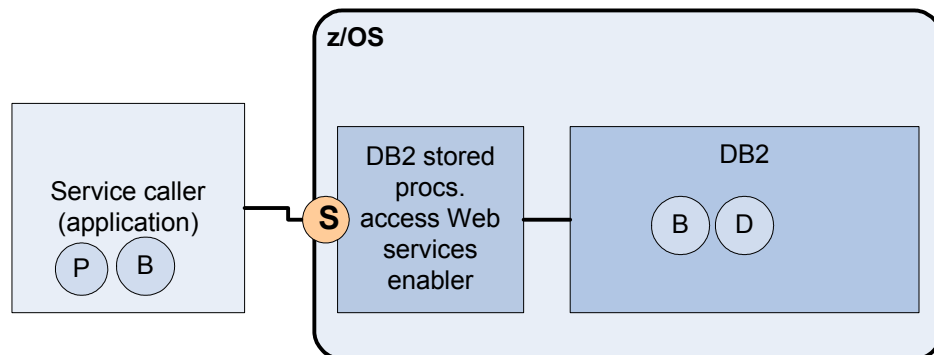 z/OS
Service caller
(application)
P
B
S
DB2 stored
procs.
access Web
services
enabler
DB2
B
D